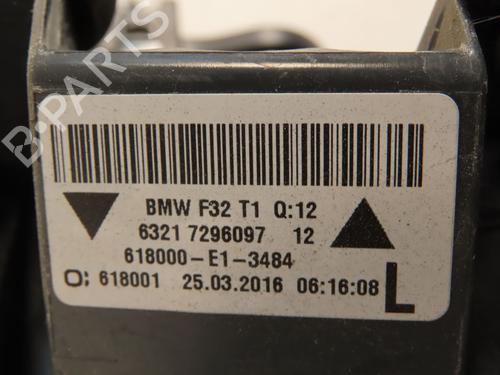 BMW F32 T1 Q:12
6321 7296097 12
618000-E1-3484
O; 618001 25.03.2016 06:16:08 L
B-PARTS